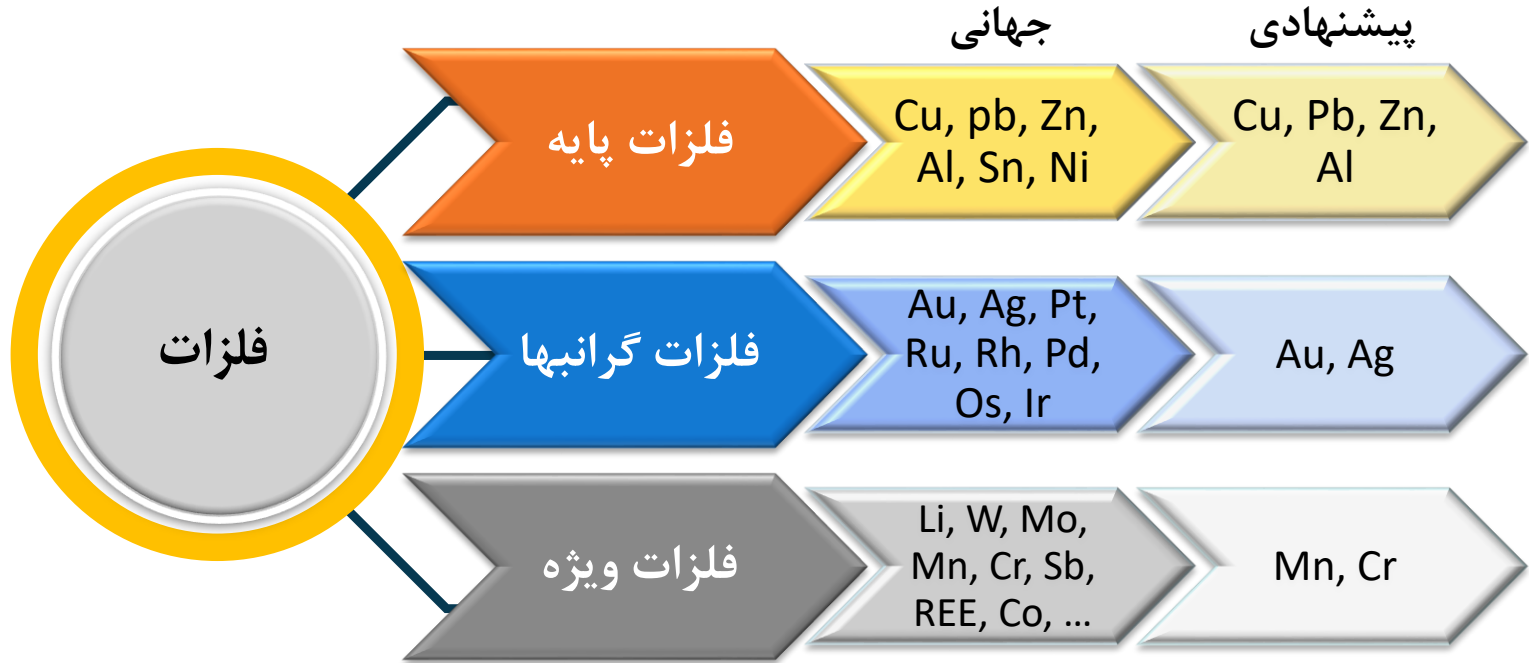 جهانی
پیشنهادی
فلزات
فلزات پایه
Cu, pb, Zn,
Al, Sn, Ni
Cu, Pb, Zn,
Al
فلزات گرانبها
Au, Ag, Pt,
Ru, Rh, Pd,
Os, Ir
Au, Ag
فلزات ویژه
Li, W, Mo,
Mn, Cr, Sb,
REE, Co, …
Mn, Cr